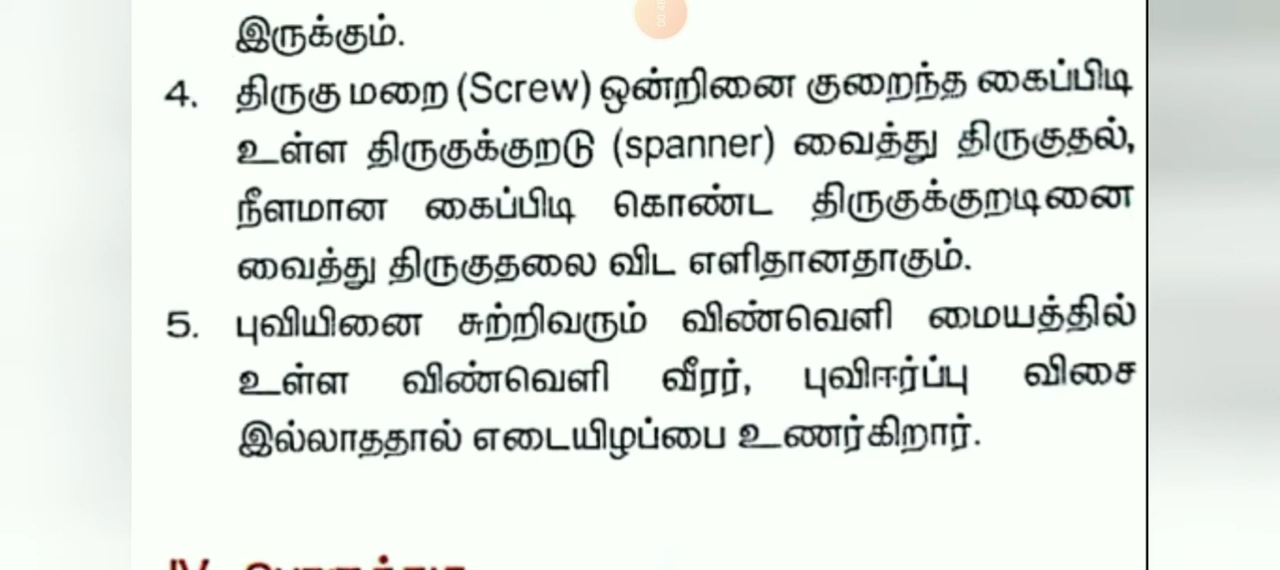 இருக்கும்.
4. திருகு மறை (Screw) ஒன்றினை குறைந்த கைப்பிடி
உள்ள திருகுக்குறடு (spanner) வைத்து திருகுதல்,
நீளமான கைப்பிடி கொண்ட திருகுக்குறடினை
வைத்து திருகுதலை விட எளிதானதாகும்.
5. புவியினை சுற்றிவரும் விண்வெளி மையத்தில்
உள்ள விண்வெளி வீரர், புவிஈர்ப்பு விசை
இல்லாததால் எடையிழப்பை உணர்கிறார்.